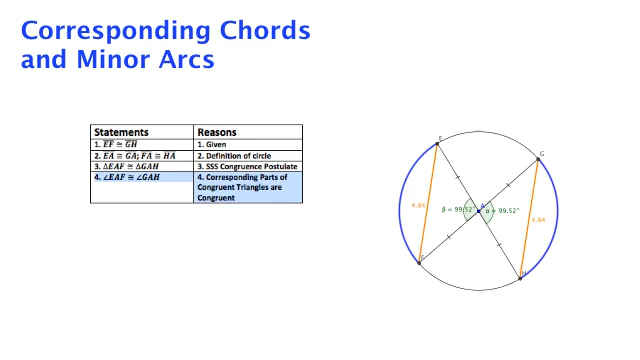 Corresponding Chords
and Minor Arcs
Statements Reasons
1. EF ≅ GH 1. Given
2. EA ≅ GA; FA ≅ HA 2. Definition of circle
3. ΔEAF ≅ ΔGAH 3. SSS Congruence Postulate
4. ∠EAF ≅ ∠GAH 4. Corresponding Parts of
Congruent Triangles are
Congruent
E
G
4.84
β = 99.52°
A
α = 99.52°
4.84
F
H